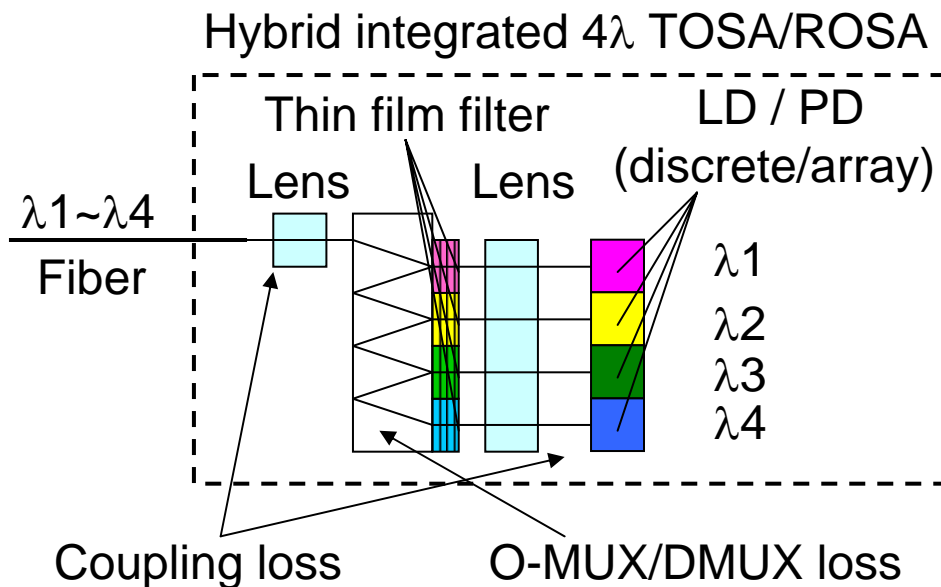 Hybrid integrated 4λ TOSA/ROSA
Thin film filter
LD / PD
(discrete/array)
Lens
Lens
λ1~λ4
Fiber
λ1
λ2
λ3
λ4
Coupling loss
O-MUX/DMUX loss